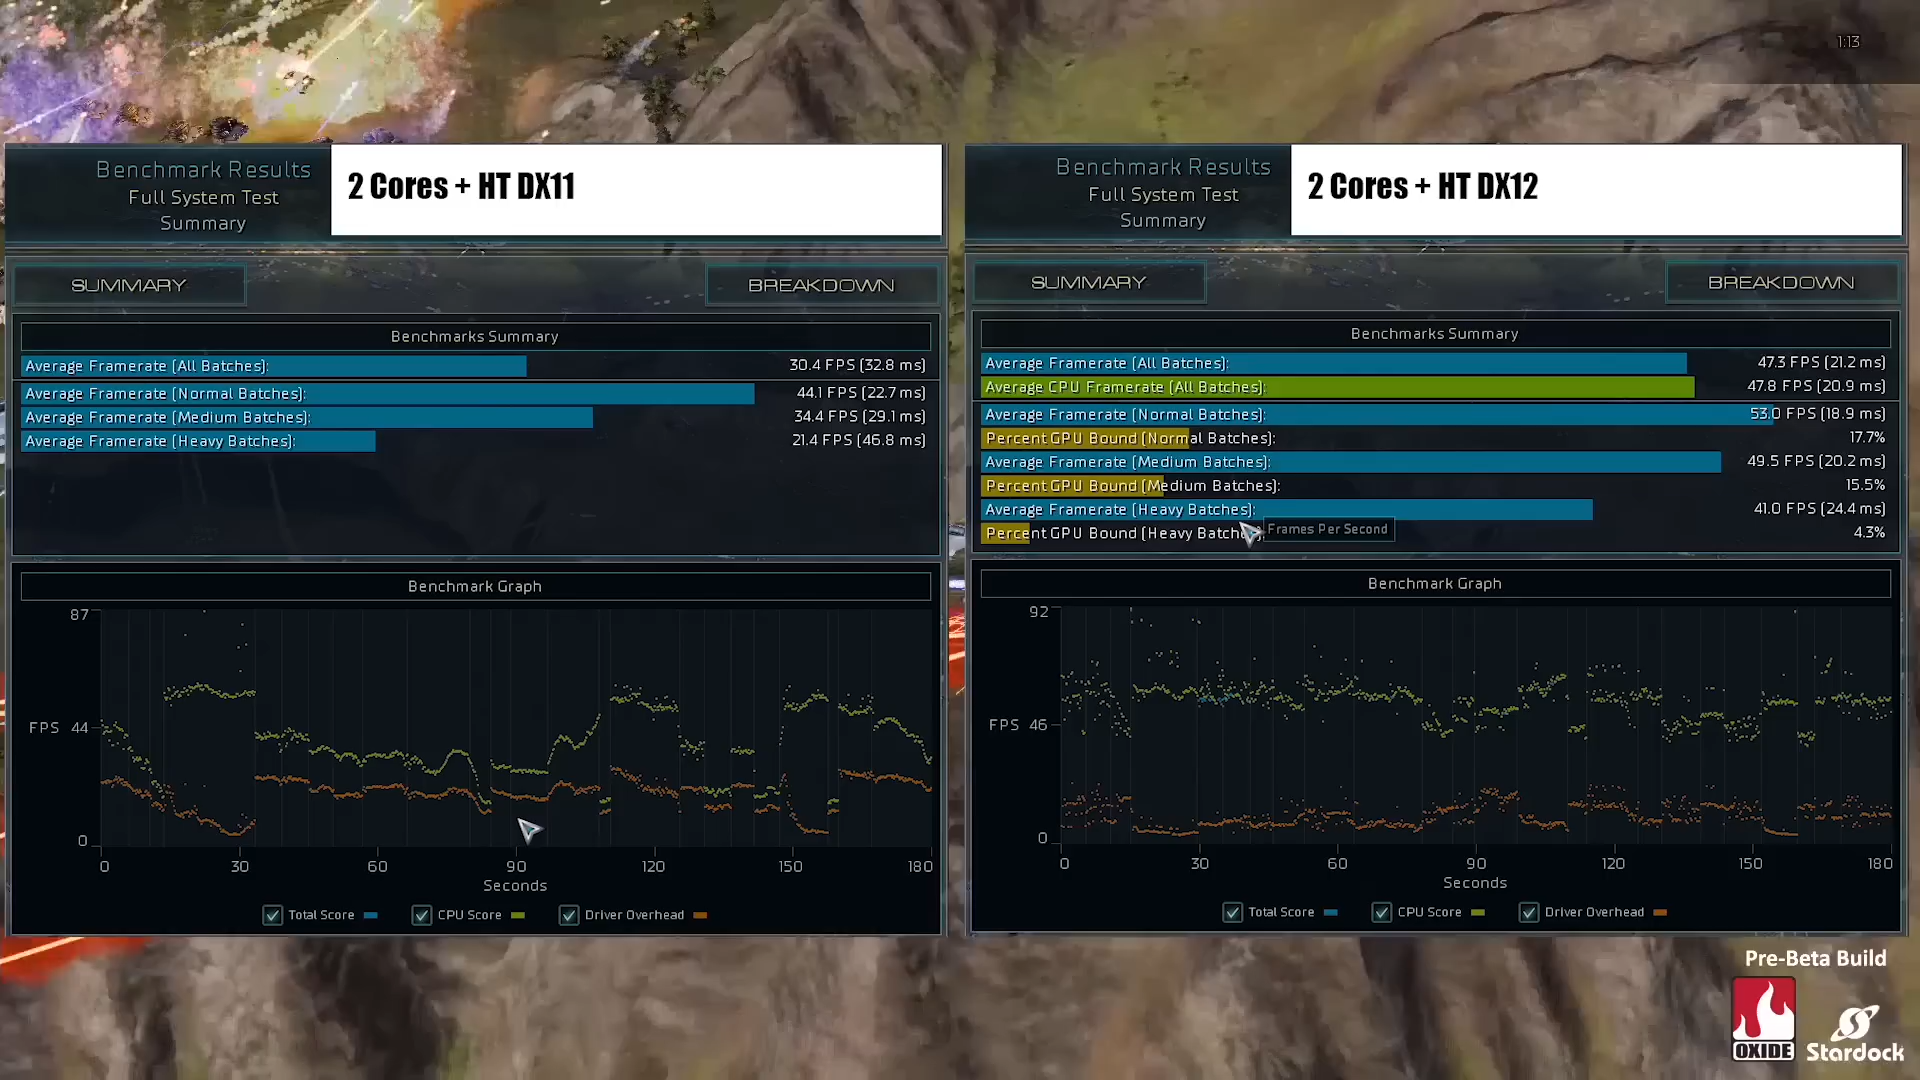 1:13
Benchmark Results
Full System Test
Summary
2 Cores + HT DX11
SUMMARY
BREAKDOWN
Benchmarks Summary
Average Framerate (All Batches): 30.4 FPS (32.8 ms)
Average Framerate (Normal Batches): 44.1 FPS (22.7 ms)
Average Framerate (Medium Batches): 34.4 FPS (29.1 ms)
Average Framerate (Heavy Batches): 21.4 FPS (46.8 ms)
Benchmark Graph
87
FPS 44
0
0 30 60 90 120 150 180
Seconds
Total Score CPU Score Driver Overhead
Benchmark Results
Full System Test
Summary
2 Cores + HT DX12
SUMMARY
BREAKDOWN
Benchmarks Summary
Average Framerate (All Batches): 47.3 FPS (21.2 ms)
Average CPU Framerate (All Batches): 47.8 FPS (20.9 ms)
Average Framerate (Normal Batches): 53.0 FPS (18.9 ms)
Percent GPU Bound (Normal Batches): 17.7%
Average Framerate (Medium Batches): 49.5 FPS (20.2 ms)
Percent GPU Bound (Medium Batches): 15.5%
Average Framerate (Heavy Batches): 41.0 FPS (24.4 ms)
Frames Per Second
Percent GPU Bound (Heavy Batches): 4.3%
Benchmark Graph
92
FPS 46
0
0 30 60 90 120 150 180
Seconds
Total Score CPU Score Driver Overhead
Pre-Beta Build
OXIDE
Stardock